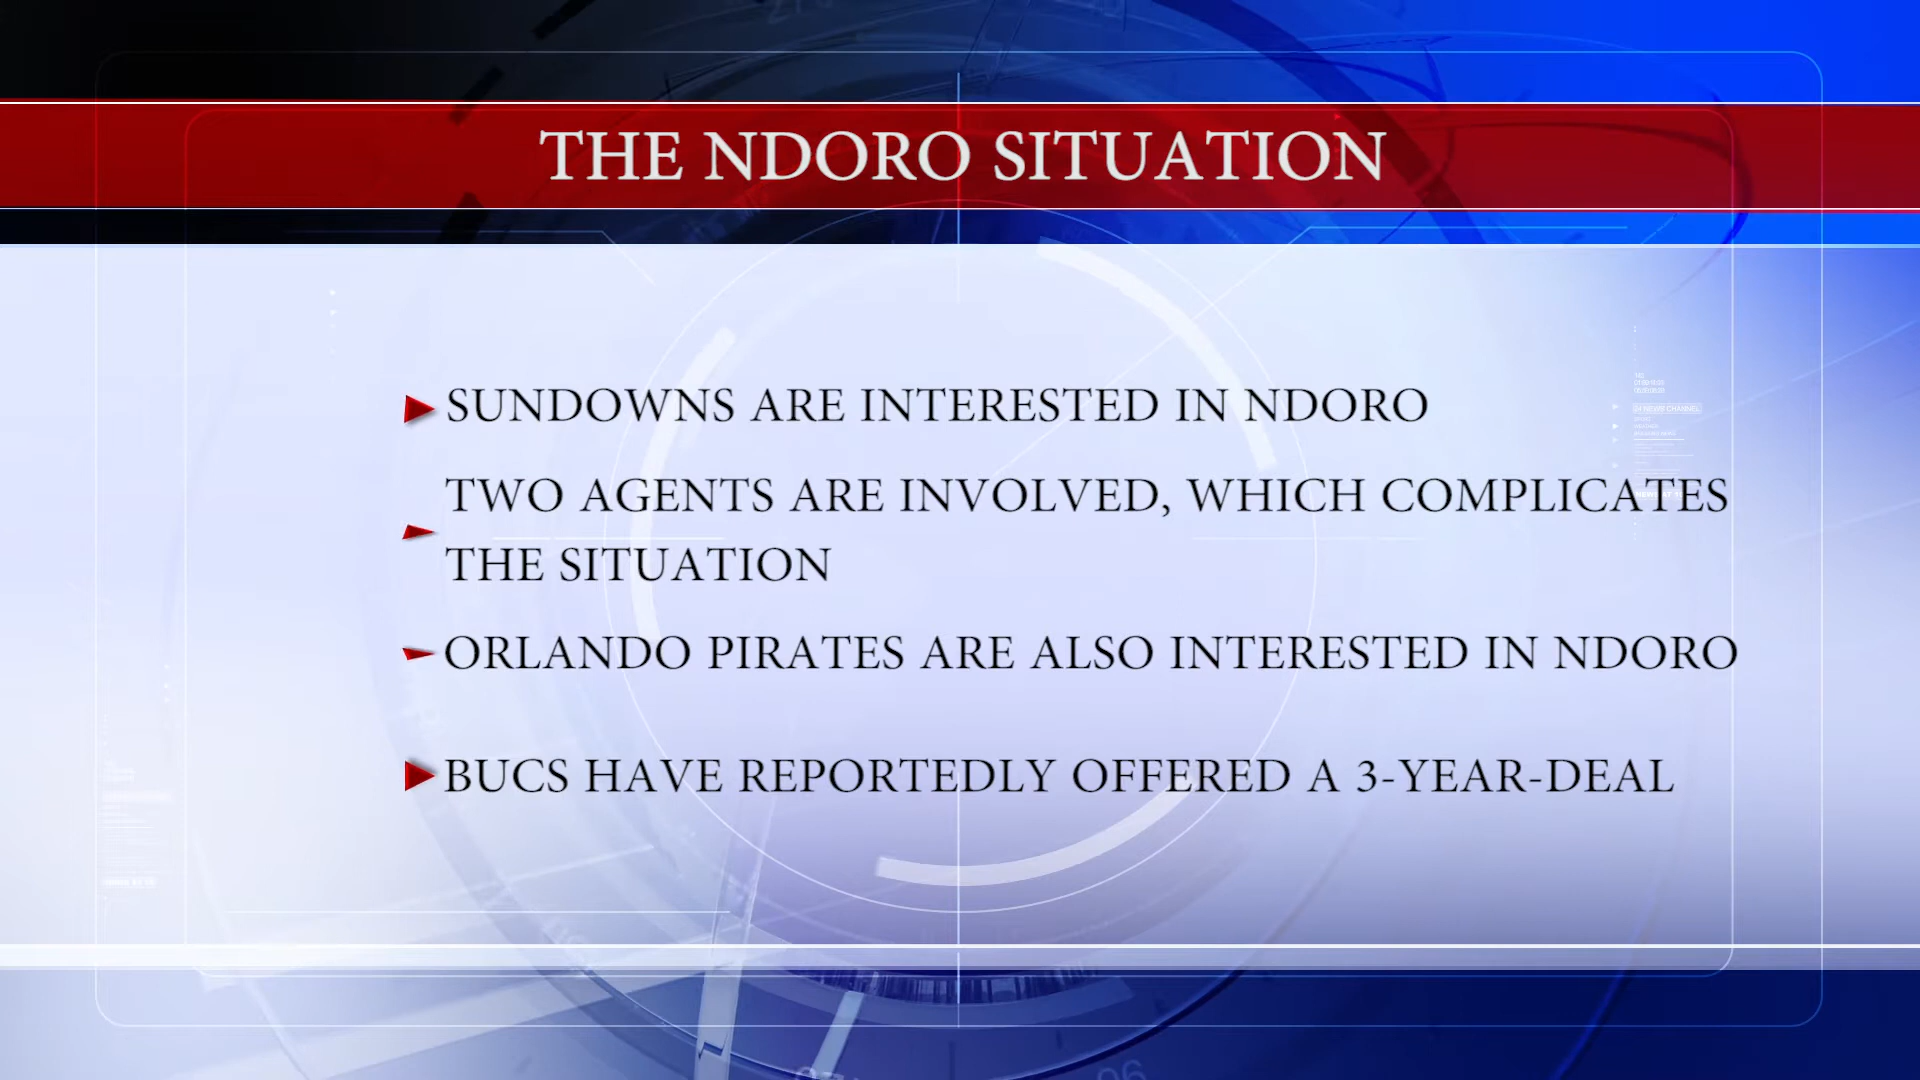 THE NDORO SITUATION
SUNDOWNS ARE INTERESTED IN NDORO
TWO AGENTS ARE INVOLVED, WHICH COMPLICATES
THE SITUATION
ORLANDO PIRATES ARE ALSO INTERESTED IN NDORO
BUCS HAVE REPORTEDLY OFFERED A 3-YEAR-DEAL